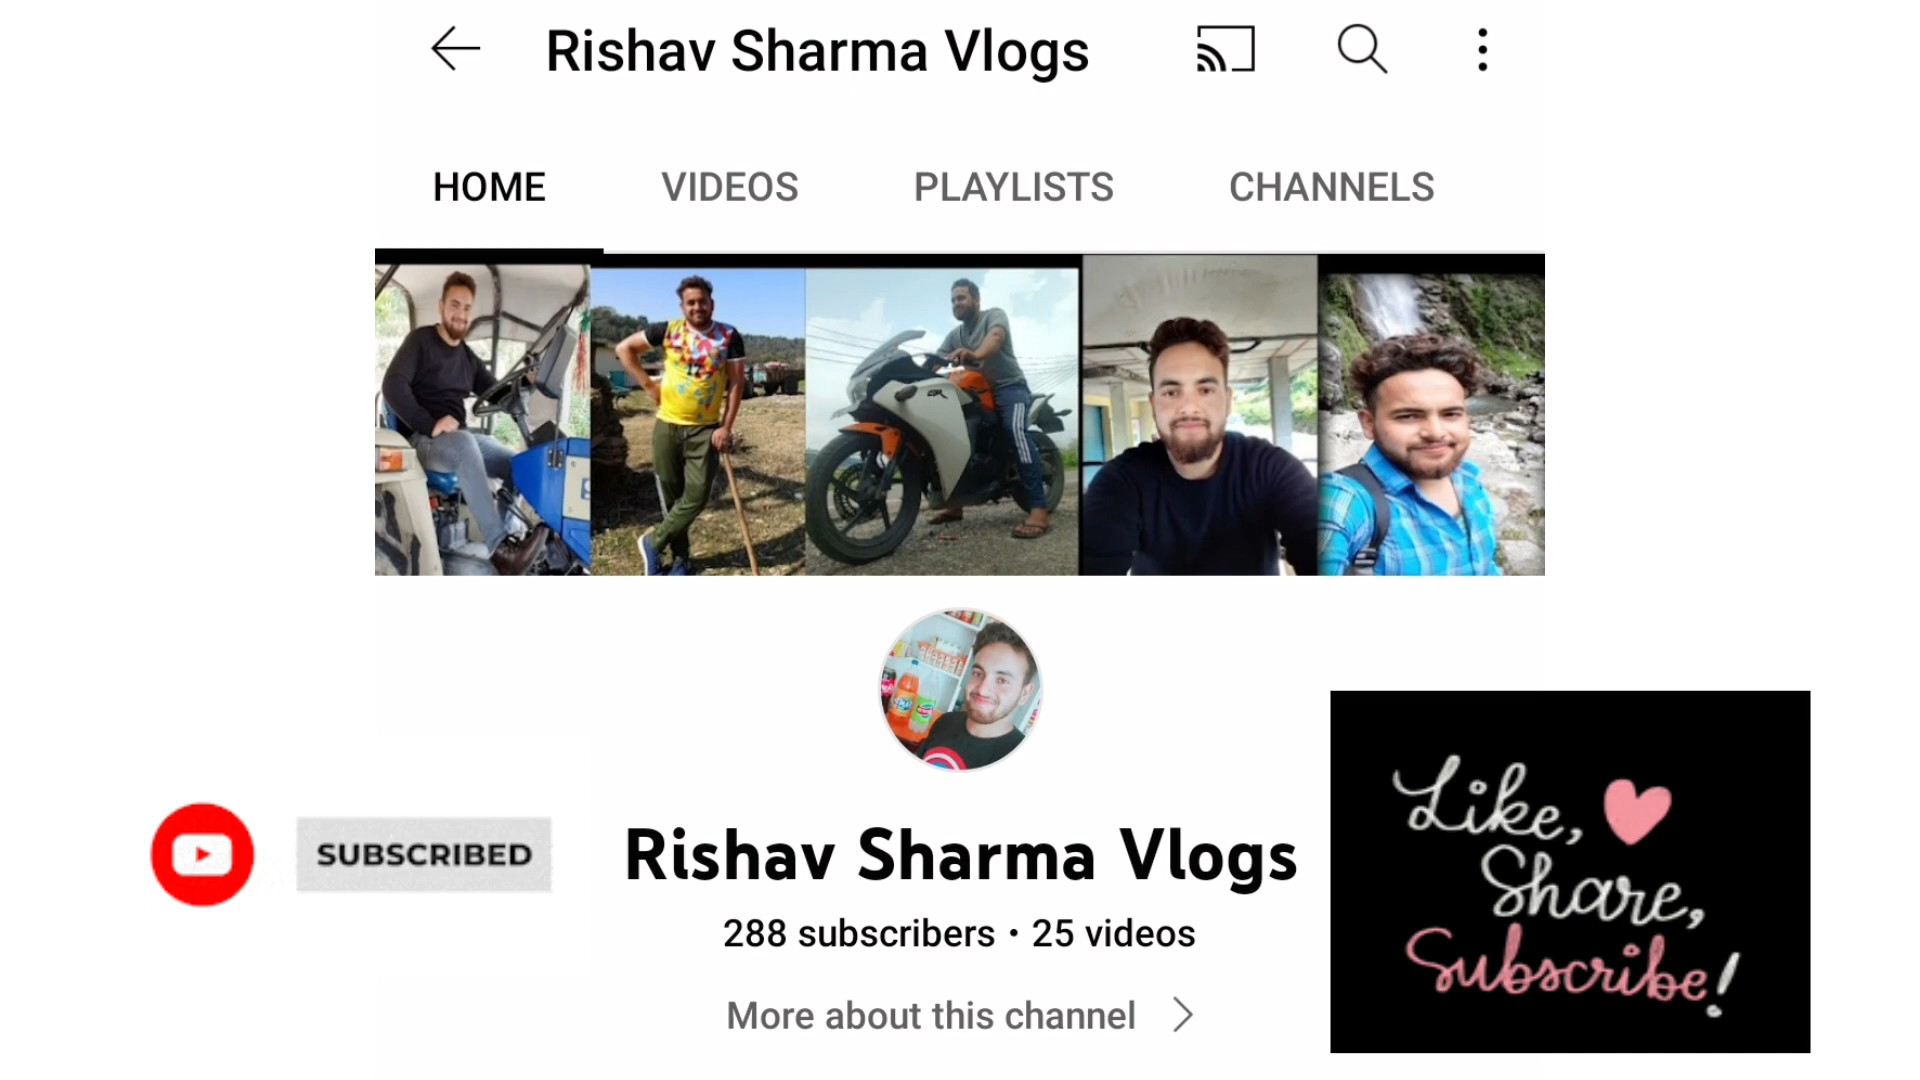 Rishav Sharma Vlogs
HOME VIDEOS PLAYLISTS CHANNELS
CBR
Rishav Sharma Vlogs
288 subscribers • 25 videos
More about this channel
SUBSCRIBED
Like,
Share,
Subscribe!